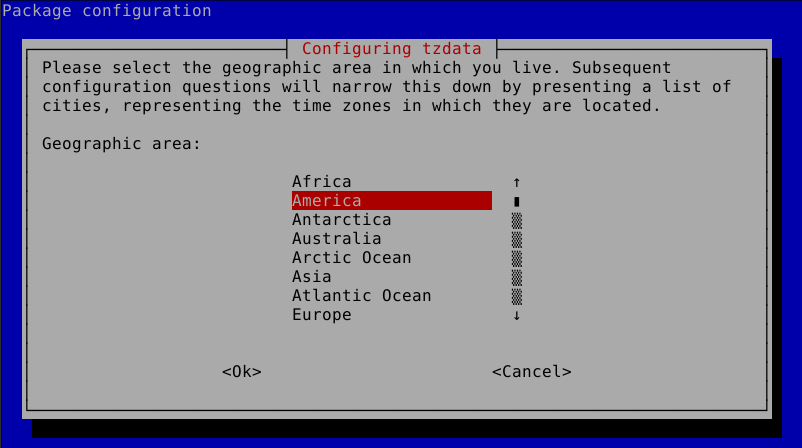 Package configuration
Configuring tzdata
Please select the geographic area in which you live. Subsequent
configuration questions will narrow this down by presenting a list of
cities, representing the time zones in which they are located.
Geographic area:
Africa
America
Antarctica
Australia
Arctic Ocean
Asia
Atlantic Ocean
Europe
<Ok> <Cancel>